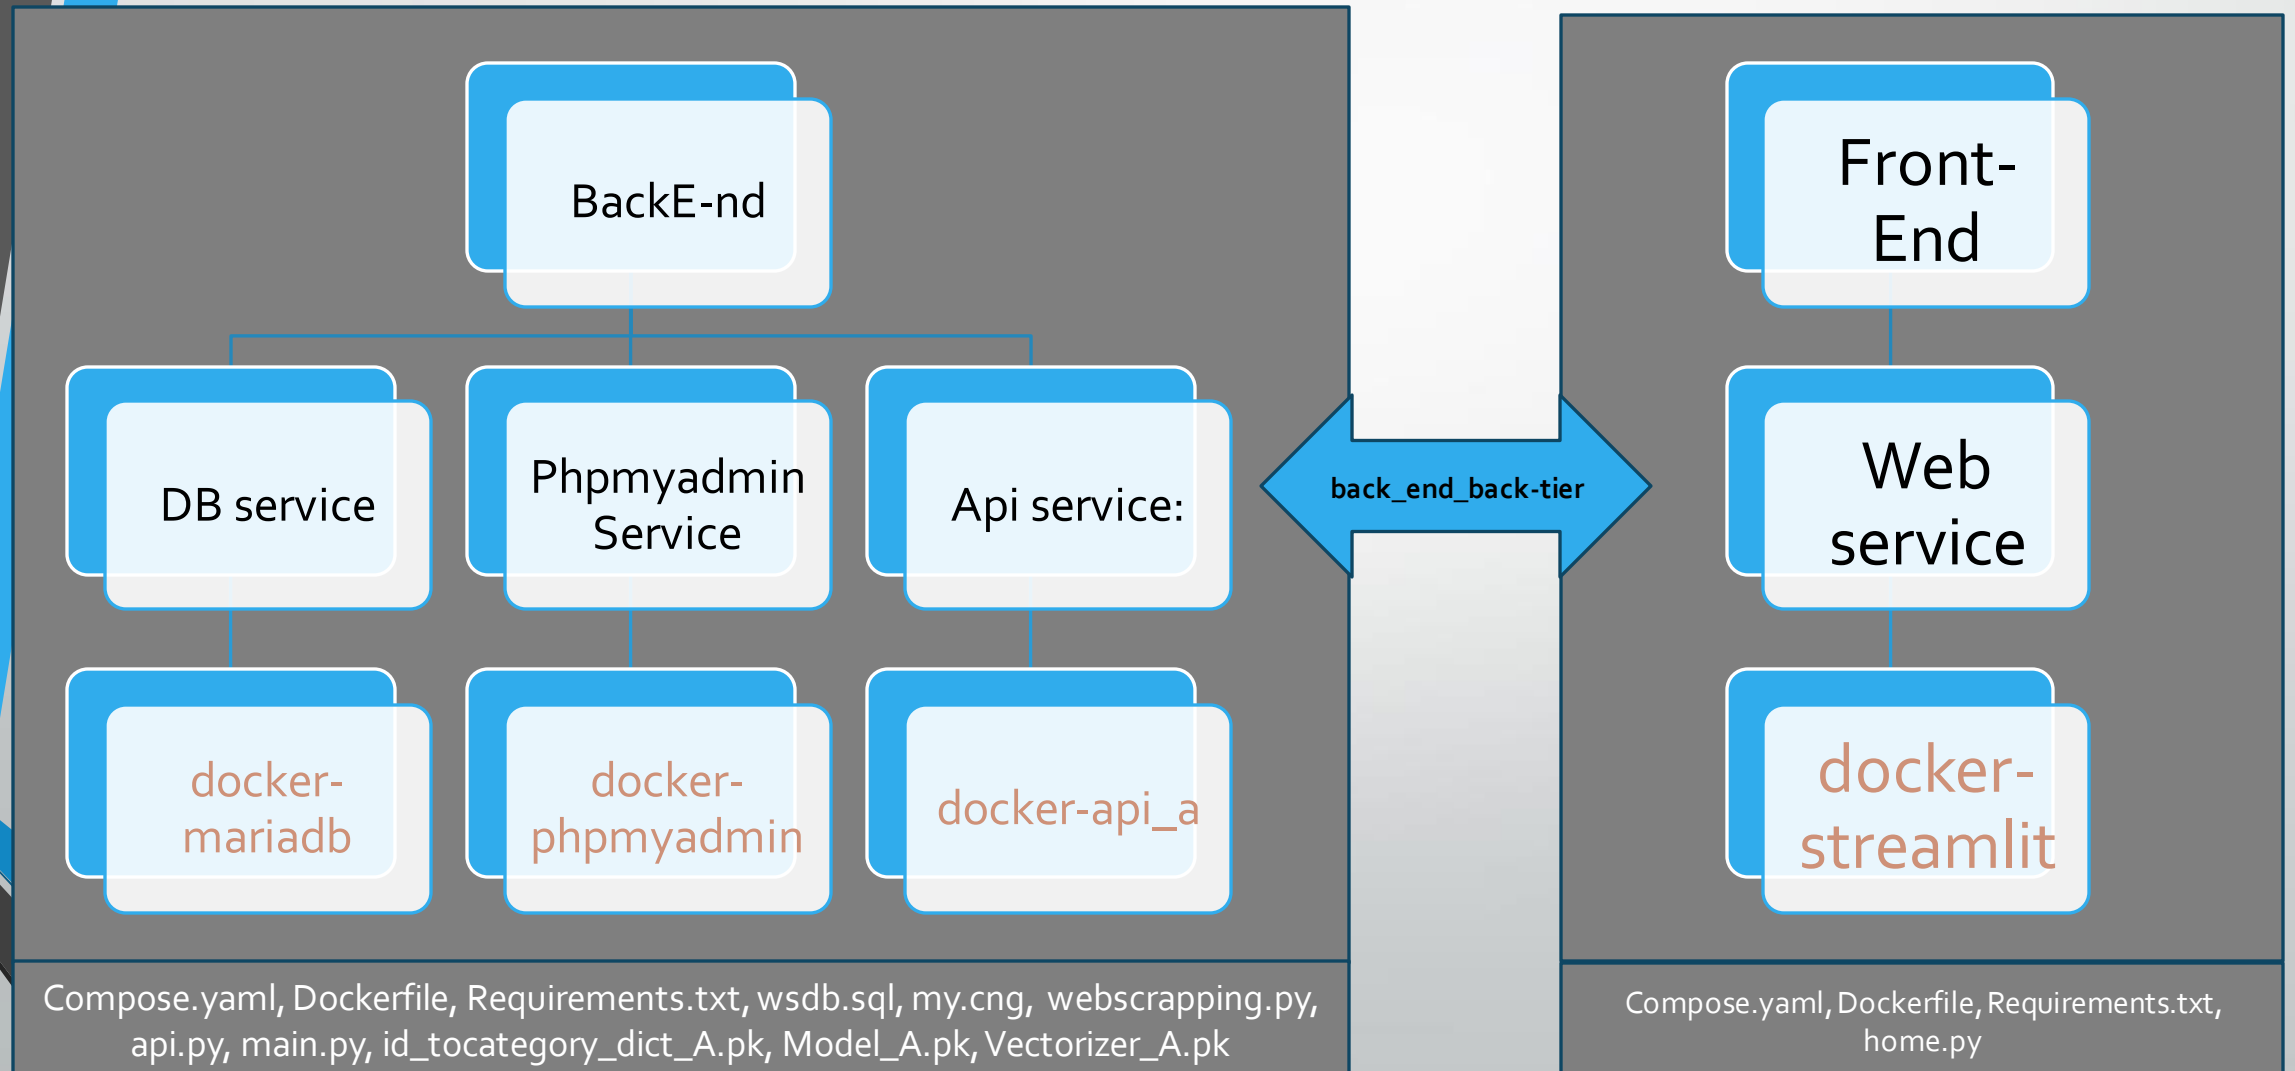 BackE-nd
DB service
Phpmyadmin
Service
Api service:
docker-
mariadb
docker-
phpmyadmin
docker-api_a
Compose.yaml, Dockerfile, Requirements.txt, wsdb.sql, my.cng, webscrapping.py,
api.py, main.py, id_tocategory_dict_A.pk, Model_A.pk, Vectorizer_A.pk
back_end_back-tier
Front-
End
Web
service
docker-
streamlit
Compose.yaml, Dockerfile, Requirements.txt,
home.py